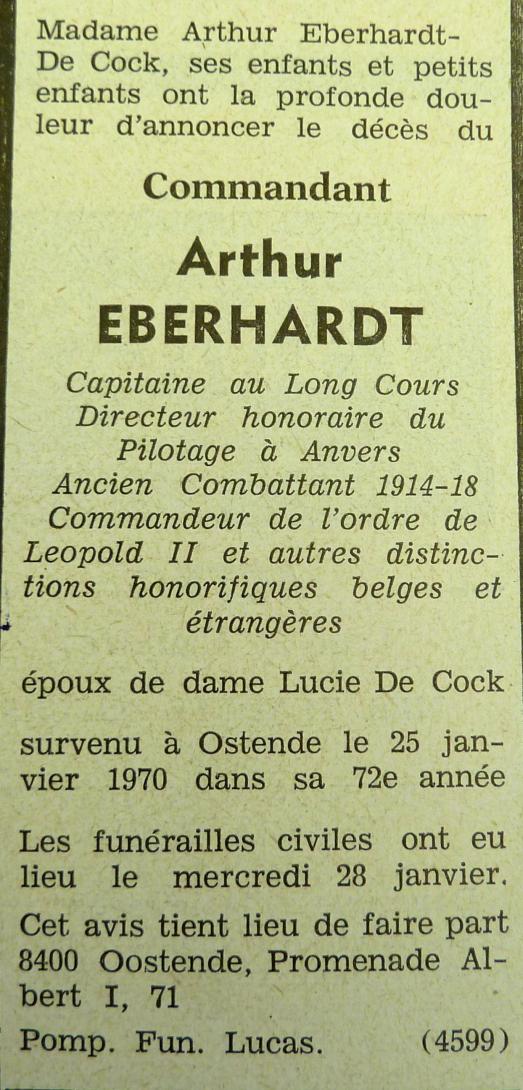 Madame Arthur Eberhardt-
De Cock, ses enfants et petits
enfants ont la profonde dou-
leur d'annoncer le décès du
Commandant
Arthur
EBERHARDT
Capitaine au Long Cours
Directeur honoraire du
Pilotage à Anvers
Ancien Combattant 1914-18
Commandeur de l'ordre de
Leopold II et autres distinc-
tions honorifiques belges et
étrangères
époux de dame Lucie De Cock
survenu à Ostende le 25 jan-
vier 1970 dans sa 72e année
Les funérailles civiles ont eu
lieu le mercredi 28 janvier.
Cet avis tient lieu de faire part
8400 Oostende, Promenade Al-
bert I, 71
Pomp. Fun. Lucas. (4599)